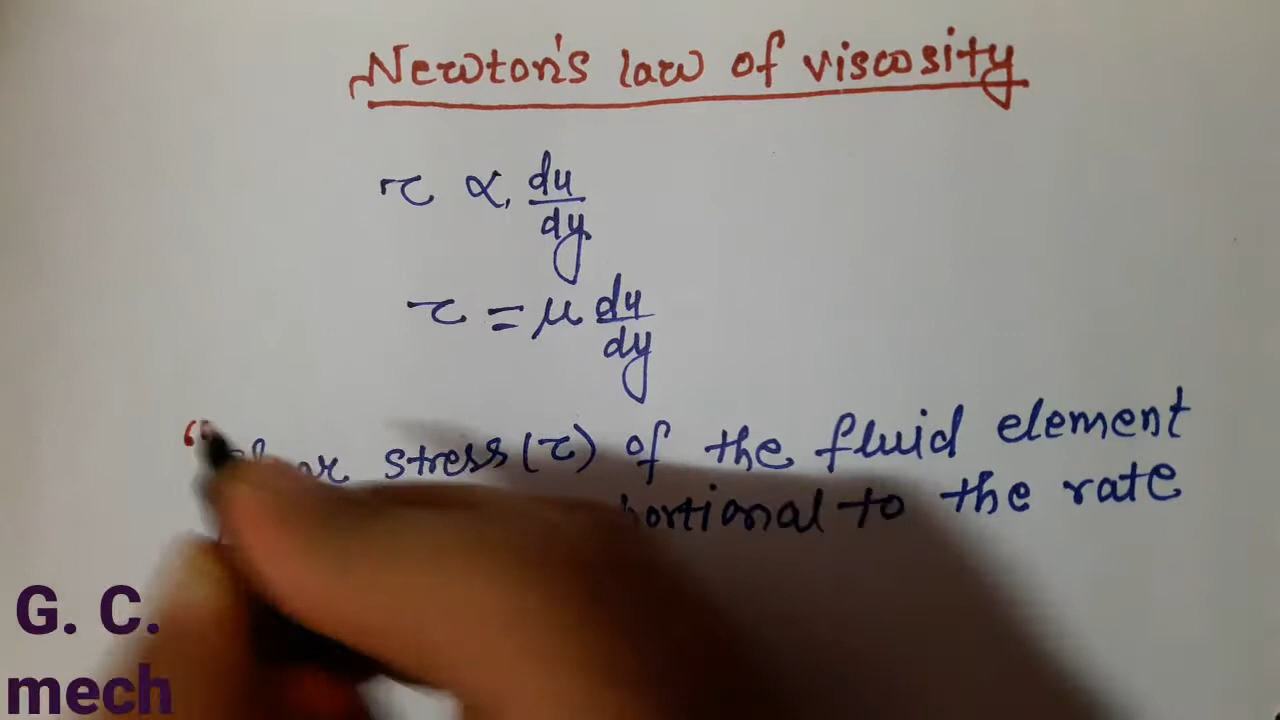 Newton's law of viscosity
τ ∝ du/dy
τ = μ du/dy
stress (τ) of the fluid element
to the rate
G. C.
mech